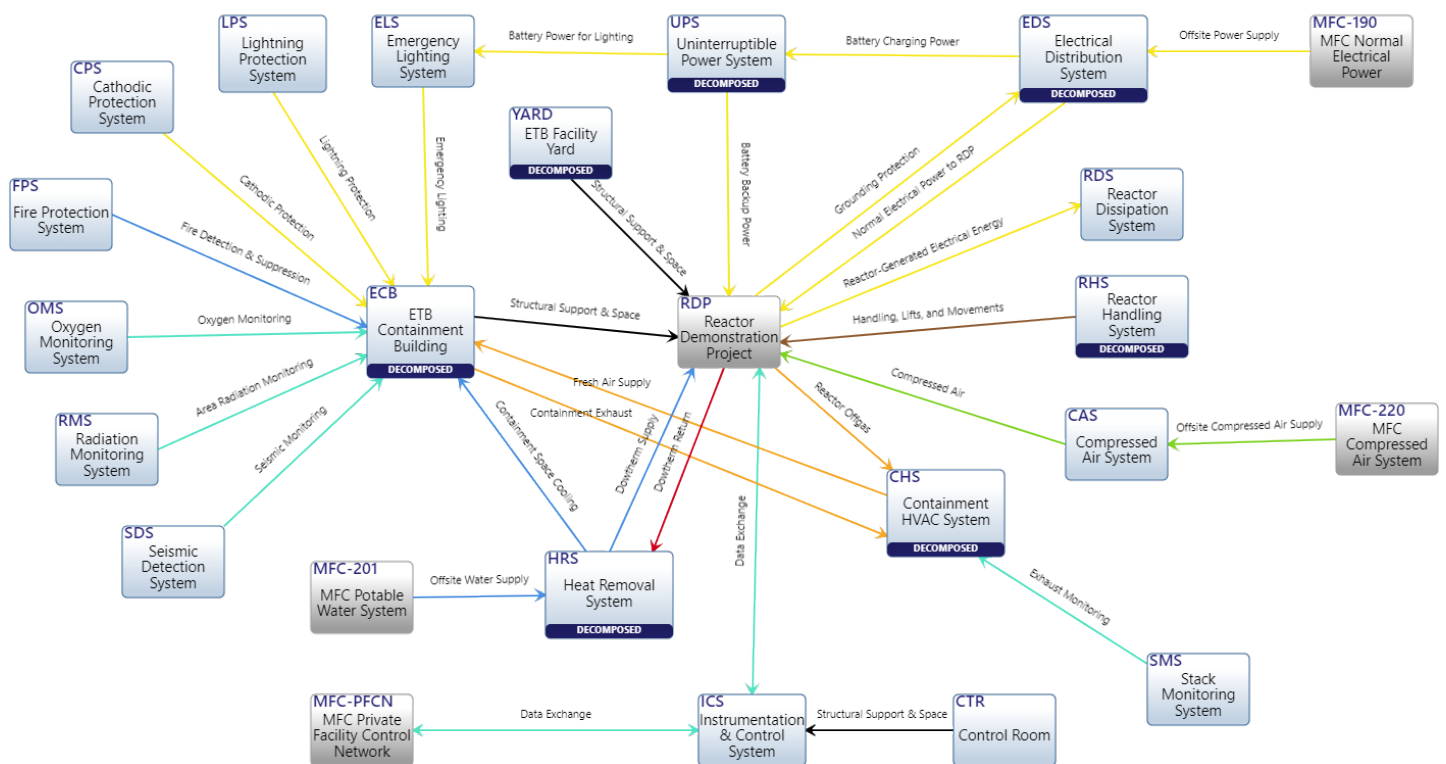 LPS
Lightning
Protection
System
ELS
Emergency
Lighting
System
Battery Power for Lighting
UPS
Uninterruptible
Power System
DECOMPOSED
Battery Charging Power
EDS
Electrical
Distribution
System
DECOMPOSED
Offsite Power Supply
MFC-190
MFC Normal
Electrical
Power
CPS
Cathodic
Protection
System
YARD
ETB Facility
Yard
DECOMPOSED
Lightning Protection
Emergency Lighting
Structural Support & Space
Battery Backup Power
Grounding Protection
Normal Electrical Power to RDP
Cathodic Protection
FPS
Fire Protection
System
Fire Detection & Suppression
RDS
Reactor
Dissipation
System
Reactor-Generated Electrical Energy
OMS
Oxygen
Monitoring
System
Oxygen Monitoring
ECB
ETB
Containment
Building
DECOMPOSED
Structural Support & Space
RDP
Reactor
Demonstration
Project
Handling, Lifts, and Movements
RHS
Reactor
Handling
System
DECOMPOSED
Area Radiation Monitoring
RMS
Radiation
Monitoring
System
Seismic Monitoring
Fresh Air Supply
Containment Exhaust
Containment Space Cooling
Dowtherm Supply
Dowtherm Return
Reactor Offgas
Compressed Air
CAS
Compressed
Air System
Offsite Compressed Air Supply
MFC-220
MFC
Compressed
Air System
CHS
Containment
HVAC System
DECOMPOSED
SDS
Seismic
Detection
System
MFC-201
MFC Potable
Water System
Offsite Water Supply
HRS
Heat Removal
System
DECOMPOSED
Data Exchange
Exhaust Monitoring
SMS
Stack
Monitoring
System
MFC-PFCN
MFC Private
Facility Control
Network
Data Exchange
ICS
Instrumentation
& Control
System
Structural Support & Space
CTR
Control Room